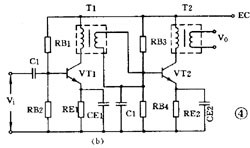 T1 T2
EC
RB1 RB3
V₀
C1
VT1 VT2
Vi
RB2 RE1 CE1 C1 RB4 RE2 CE2
(b)
④